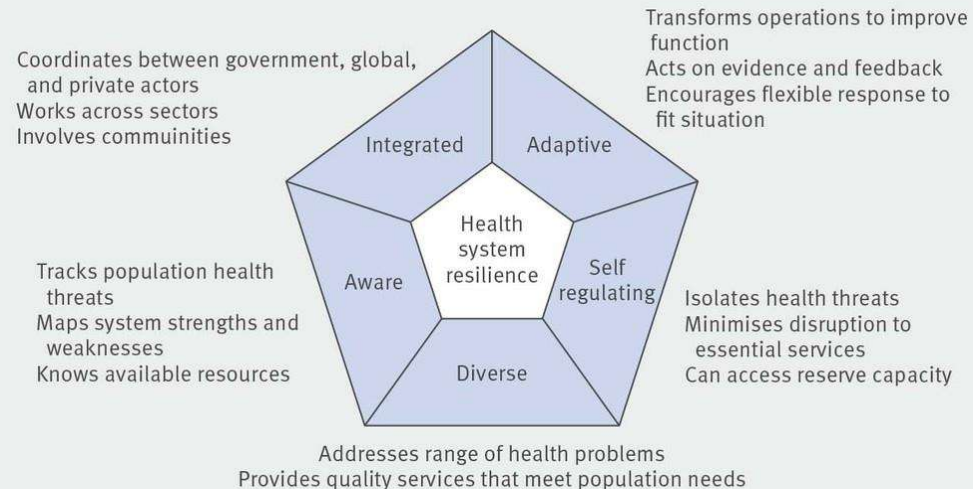 Transforms operations to improve
function
Acts on evidence and feedback
Encourages flexible response to
fit situation
Coordinates between government, global,
and private actors
Works across sectors
Involves commuinities
Integrated
Adaptive
Health
system
resilience
Aware
Self
regulating
Tracks population health
threats
Maps system strengths and
weaknesses
Knows available resources
Isolates health threats
Minimises disruption to
essential services
Can access reserve capacity
Diverse
Addresses range of health problems
Provides quality services that meet population needs